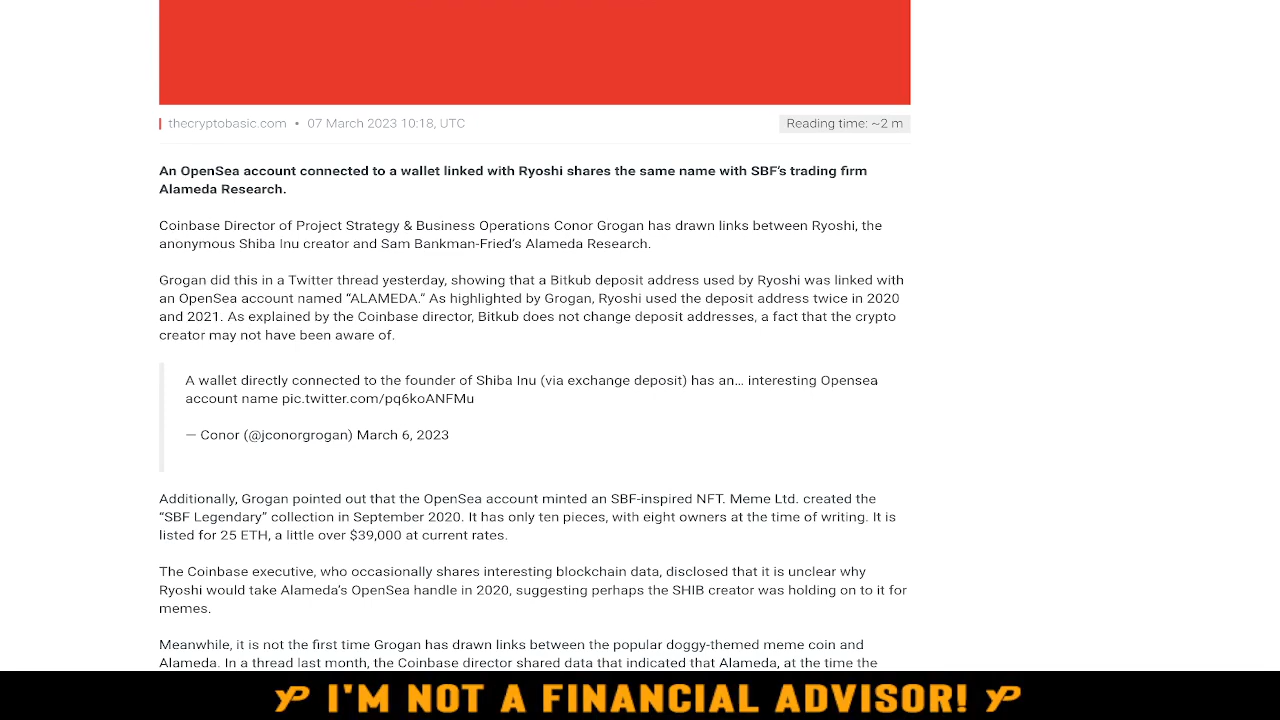 thecryptobasic.com • 07 March 2023 10:18, UTC
Reading time: ~2 m
An OpenSea account connected to a wallet linked with Ryoshi shares the same name with SBF's trading firm
Alameda Research.
Coinbase Director of Project Strategy & Business Operations Conor Grogan has drawn links between Ryoshi, the
anonymous Shiba Inu creator and Sam Bankman-Fried's Alameda Research.
Grogan did this in a Twitter thread yesterday, showing that a Bitkub deposit address used by Ryoshi was linked with
an OpenSea account named “ALAMEDA.” As highlighted by Grogan, Ryoshi used the deposit address twice in 2020
and 2021. As explained by the Coinbase director, Bitkub does not change deposit addresses, a fact that the crypto
creator may not have been aware of.
A wallet directly connected to the founder of Shiba Inu (via exchange deposit) has an… interesting Opensea
account name pic.twitter.com/pq6koANFMu
— Conor (@jconorgrogan) March 6, 2023
Additionally, Grogan pointed out that the OpenSea account minted an SBF-inspired NFT. Meme Ltd. created the
“SBF Legendary” collection in September 2020. It has only ten pieces, with eight owners at the time of writing. It is
listed for 25 ETH, a little over $39,000 at current rates.
The Coinbase executive, who occasionally shares interesting blockchain data, disclosed that it is unclear why
Ryoshi would take Alameda's OpenSea handle in 2020, suggesting perhaps the SHIB creator was holding on to it for
memes.
Meanwhile, it is not the first time Grogan has drawn links between the popular doggy-themed meme coin and
Alameda. In a thread last month, the Coinbase director shared data that indicated that Alameda, at the time the
I'M NOT A FINANCIAL ADVISOR!